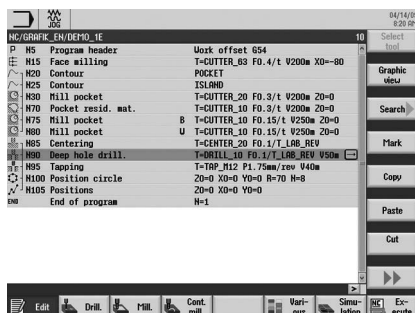 JOG
04/14/0
8:20 AM
NC/GRAFIK_EN/DEMO_1E 10
P N5 Program header Work offset G54
N15 Face milling T=CUTTER_63 F0.4/t V200m X0=-80
N20 Contour POCKET
N25 Contour ISLAND
N30 Mill pocket T=CUTTER_20 F0.3/t V200m Z0=0
N70 Pocket resid. mat. T=CUTTER_10 F0.3/t V200m Z0=0
N75 Mill pocket B T=CUTTER_10 F0.15/t V250m Z0=0
N80 Mill pocket U T=CUTTER_10 F0.15/t V250m Z0=0
N85 Centering T=CENTER_20 F0.1/T_LAB_REV
N90 Deep hole drill. T=DRILL_10 F0.1/T_LAB_REV V50m
N95 Tapping T=TAP_M12 P1.75mm/rev V40m
N100 Position circle Z0=0 X0=0 Y0=0 R=70 N=8
N105 Positions Z0=0 X0=0 Y0=0
END End of program N=1
Select
tool
Graphic
view
Search
Mark
Copy
Paste
Cut
Edit
Drill.
Mill.
Cont.
mill.
Vari-
ous
Simu-
lation
NC Ex-
ecute